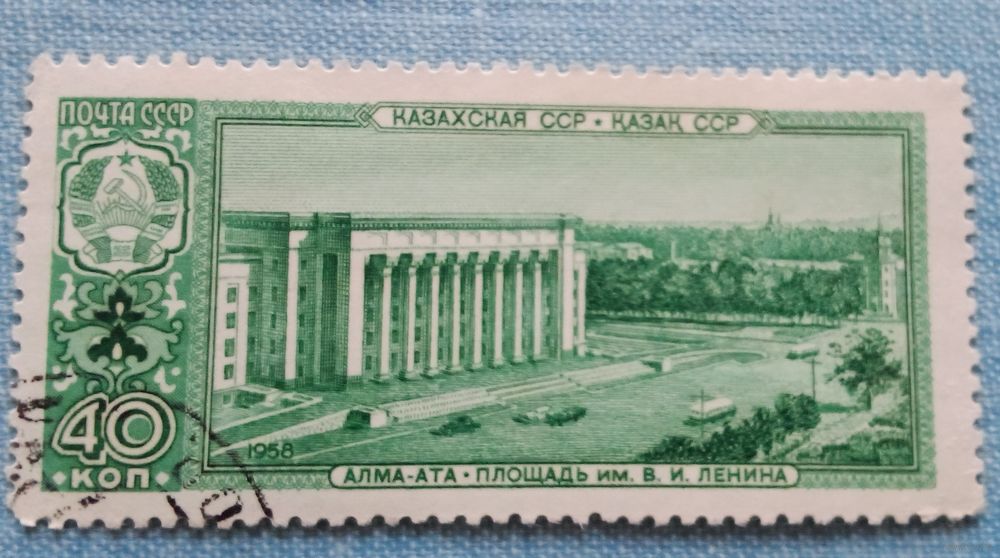 ПОЧТА СССР
КАЗАХСКАЯ ССР • ҚАЗАҚ ССР
40
•КОП•
1958
АЛМА-АТА • ПЛОЩАДЬ ИМ. В. И. ЛЕНИНА